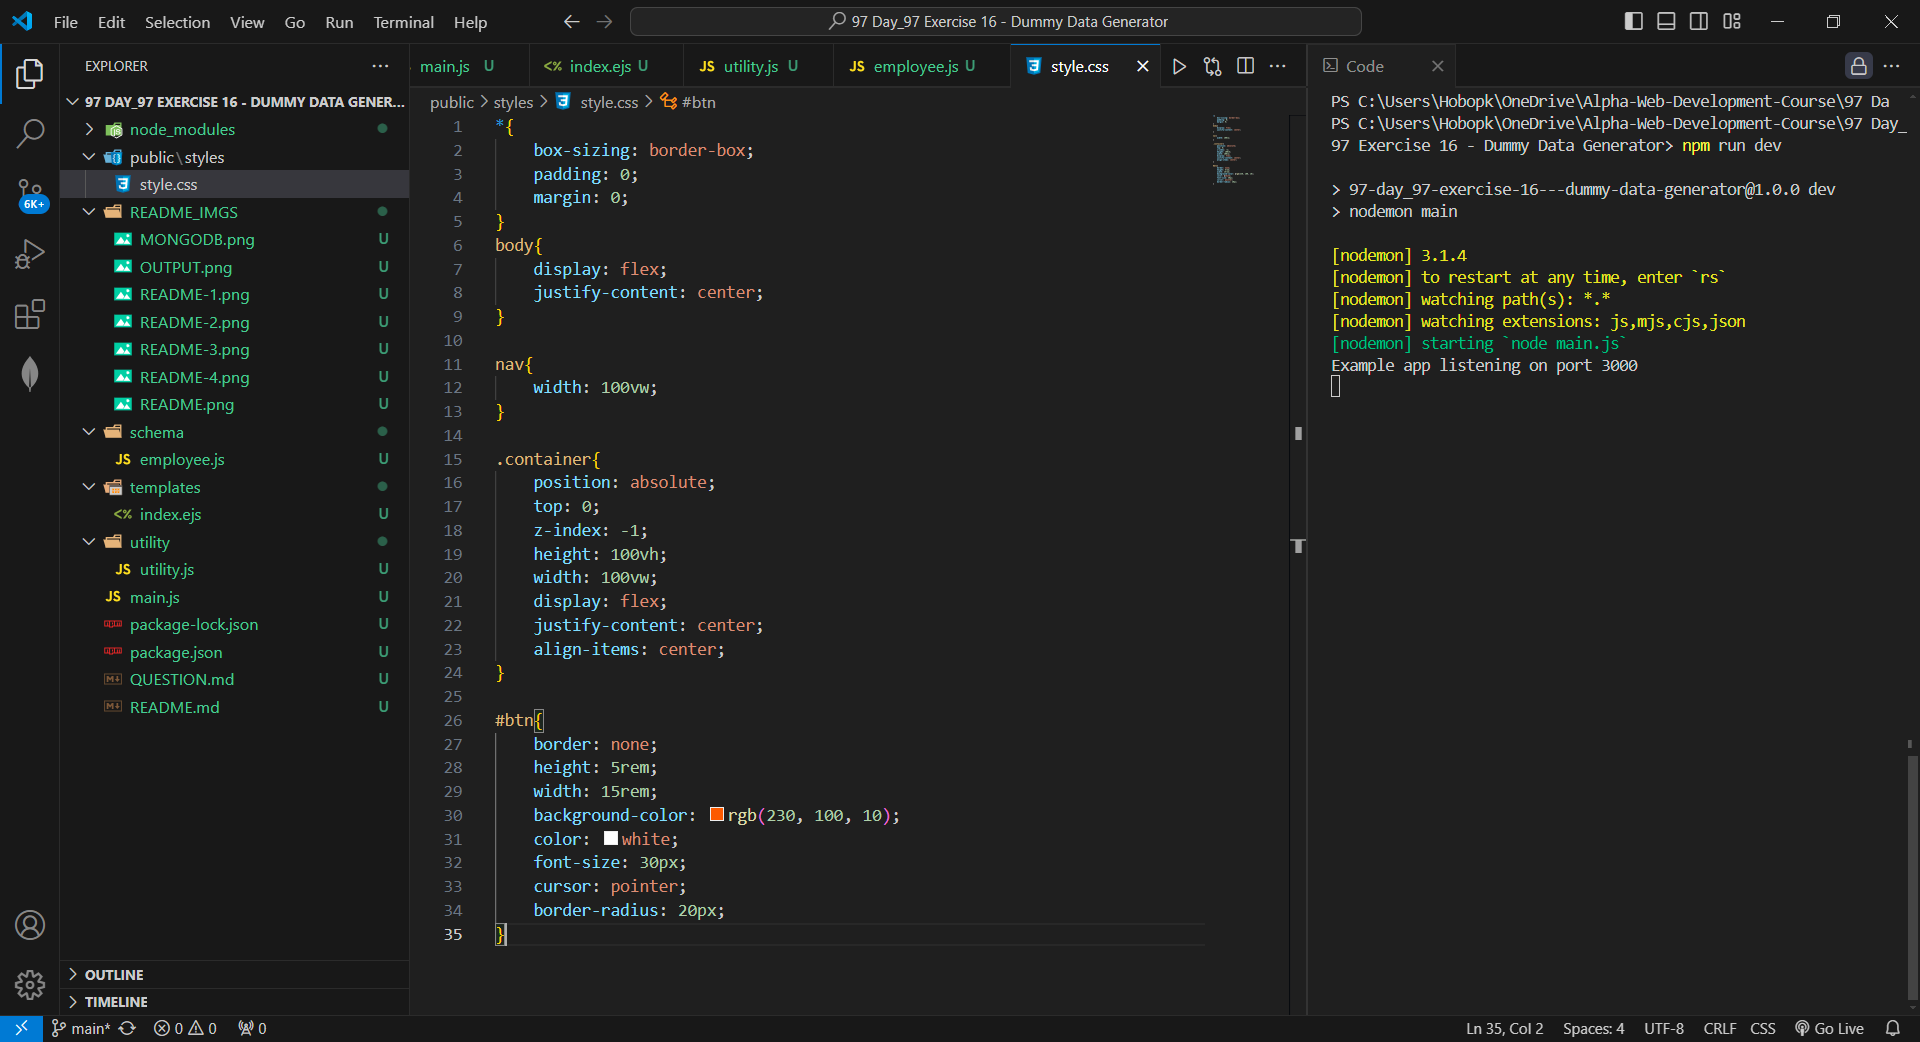 File Edit Selection View Go Run Terminal Help
97 Day_97 Exercise 16 - Dummy Data Generator
EXPLORER
97 DAY_97 EXERCISE 16 - DUMMY DATA GENER...
node_modules
public\styles
style.css
README_IMGS
MONGODB.png U
OUTPUT.png U
README-1.png U
README-2.png U
README-3.png U
README-4.png U
README.png U
schema
JS employee.js U
templates
<%> index.ejs U
utility
JS utility.js U
JS main.js U
package-lock.json U
package.json U
QUESTION.md U
README.md U
OUTLINE
TIMELINE
6K+
main.js U
<%> index.ejs U
JS utility.js U
JS employee.js U
style.css
public > styles > style.css > #btn
1 *{
2 box-sizing: border-box;
3 padding: 0;
4 margin: 0;
5 }
6 body{
7 display: flex;
8 justify-content: center;
9 }
10
11 nav{
12 width: 100vw;
13 }
14
15 .container{
16 position: absolute;
17 top: 0;
18 z-index: -1;
19 height: 100vh;
20 width: 100vw;
21 display: flex;
22 justify-content: center;
23 align-items: center;
24 }
25
26 #btn{
27 border: none;
28 height: 5rem;
29 width: 15rem;
30 background-color: rgb(230, 100, 10);
31 color: white;
32 font-size: 30px;
33 cursor: pointer;
34 border-radius: 20px;
35 }
Code
PS C:\Users\Hobopk\OneDrive\Alpha-Web-Development-Course\97 Da
PS C:\Users\Hobopk\OneDrive\Alpha-Web-Development-Course\97 Day_
97 Exercise 16 - Dummy Data Generator> npm run dev
> 97-day_97-exercise-16---dummy-data-generator@1.0.0 dev
> nodemon main
[nodemon] 3.1.4
[nodemon] to restart at any time, enter `rs`
[nodemon] watching path(s): *.*
[nodemon] watching extensions: js,mjs,cjs,json
[nodemon] starting `node main.js`
Example app listening on port 3000
main* 0 0 0
Ln 35, Col 2 Spaces: 4 UTF-8 CRLF CSS Go Live